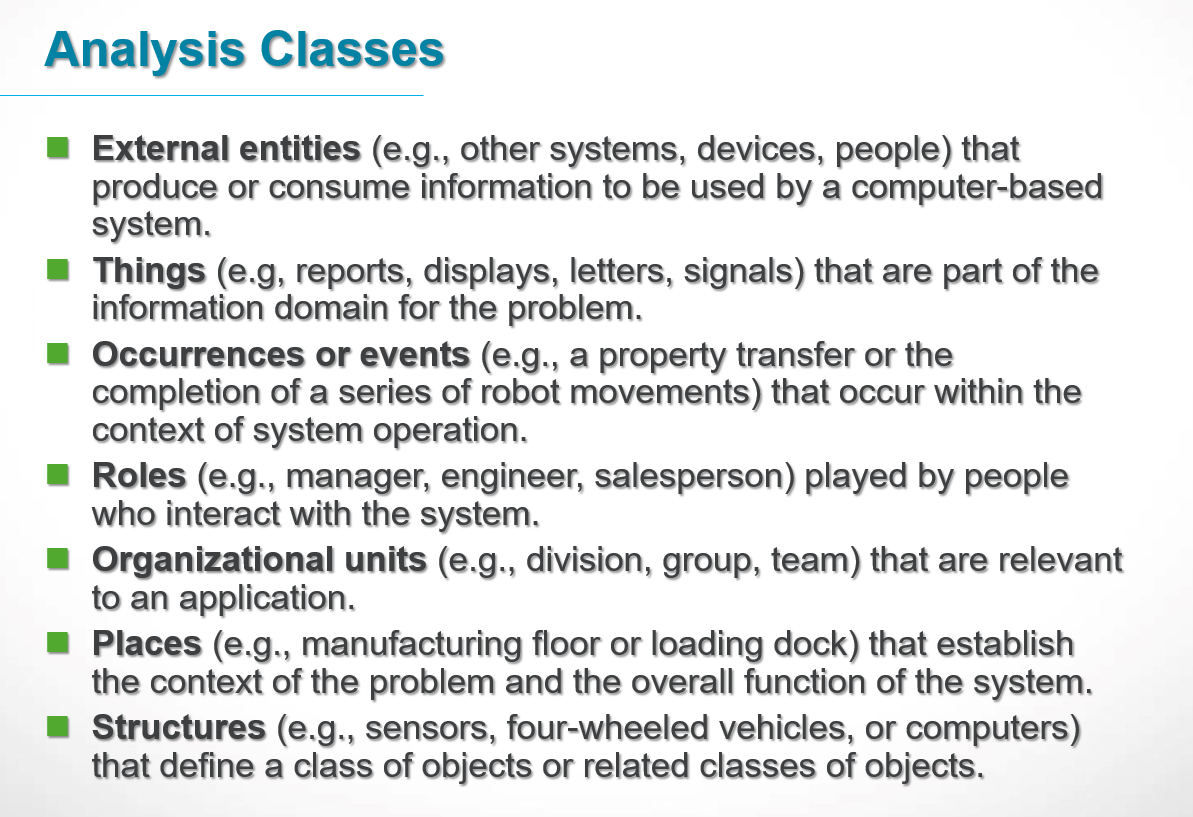 Analysis Classes
External entities (e.g., other systems, devices, people) that
produce or consume information to be used by a computer-based
system.
Things (e.g, reports, displays, letters, signals) that are part of the
information domain for the problem.
Occurrences or events (e.g., a property transfer or the
completion of a series of robot movements) that occur within the
context of system operation.
Roles (e.g., manager, engineer, salesperson) played by people
who interact with the system.
Organizational units (e.g., division, group, team) that are relevant
to an application.
Places (e.g., manufacturing floor or loading dock) that establish
the context of the problem and the overall function of the system.
Structures (e.g., sensors, four-wheeled vehicles, or computers)
that define a class of objects or related classes of objects.